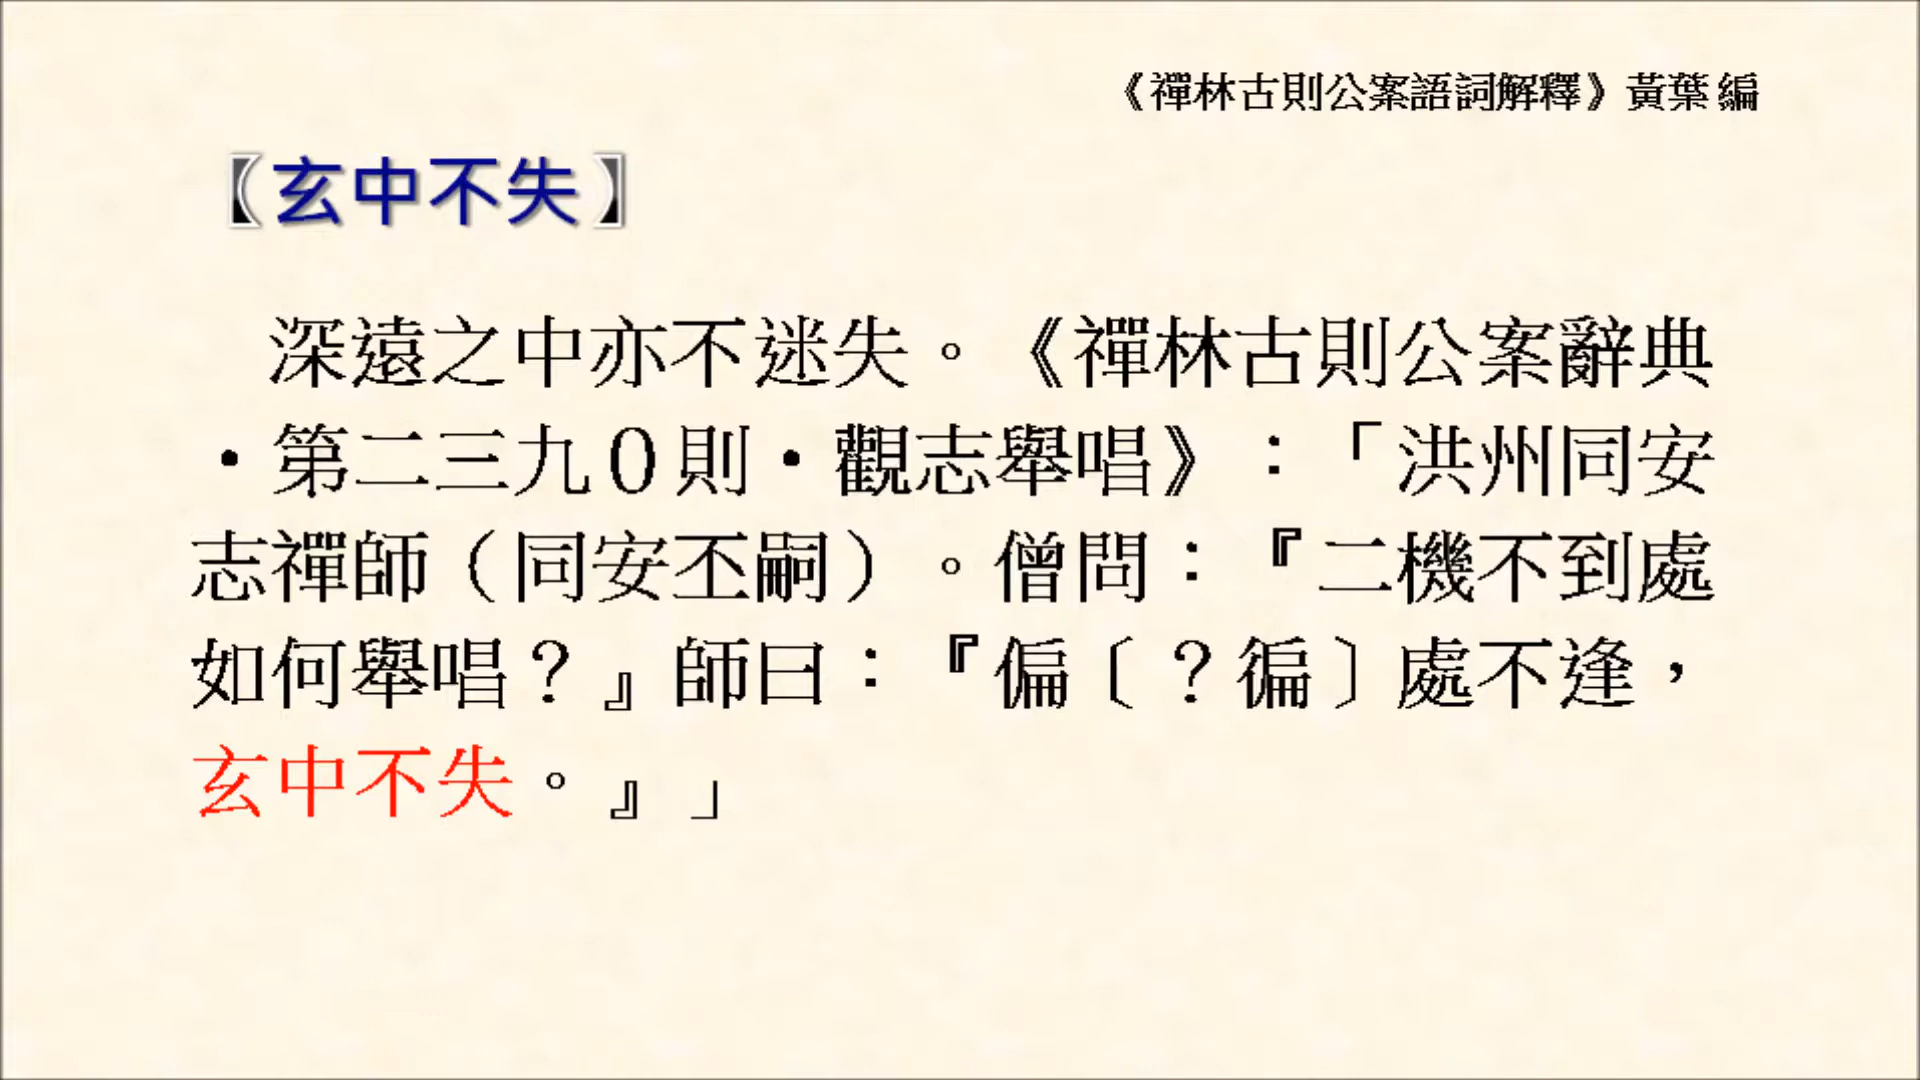 《禪林古則公案語詞解釋》黃葉編
〖玄中不失〗
深遠之中亦不迷失。《禪林古則公案辭典
・第二三九０則・觀志舉唱》：「洪州同安
志禪師（同安丕嗣）。僧問：『二機不到處
如何舉唱？』師曰：『偏〔？徧〕處不逢，
玄中不失。』」